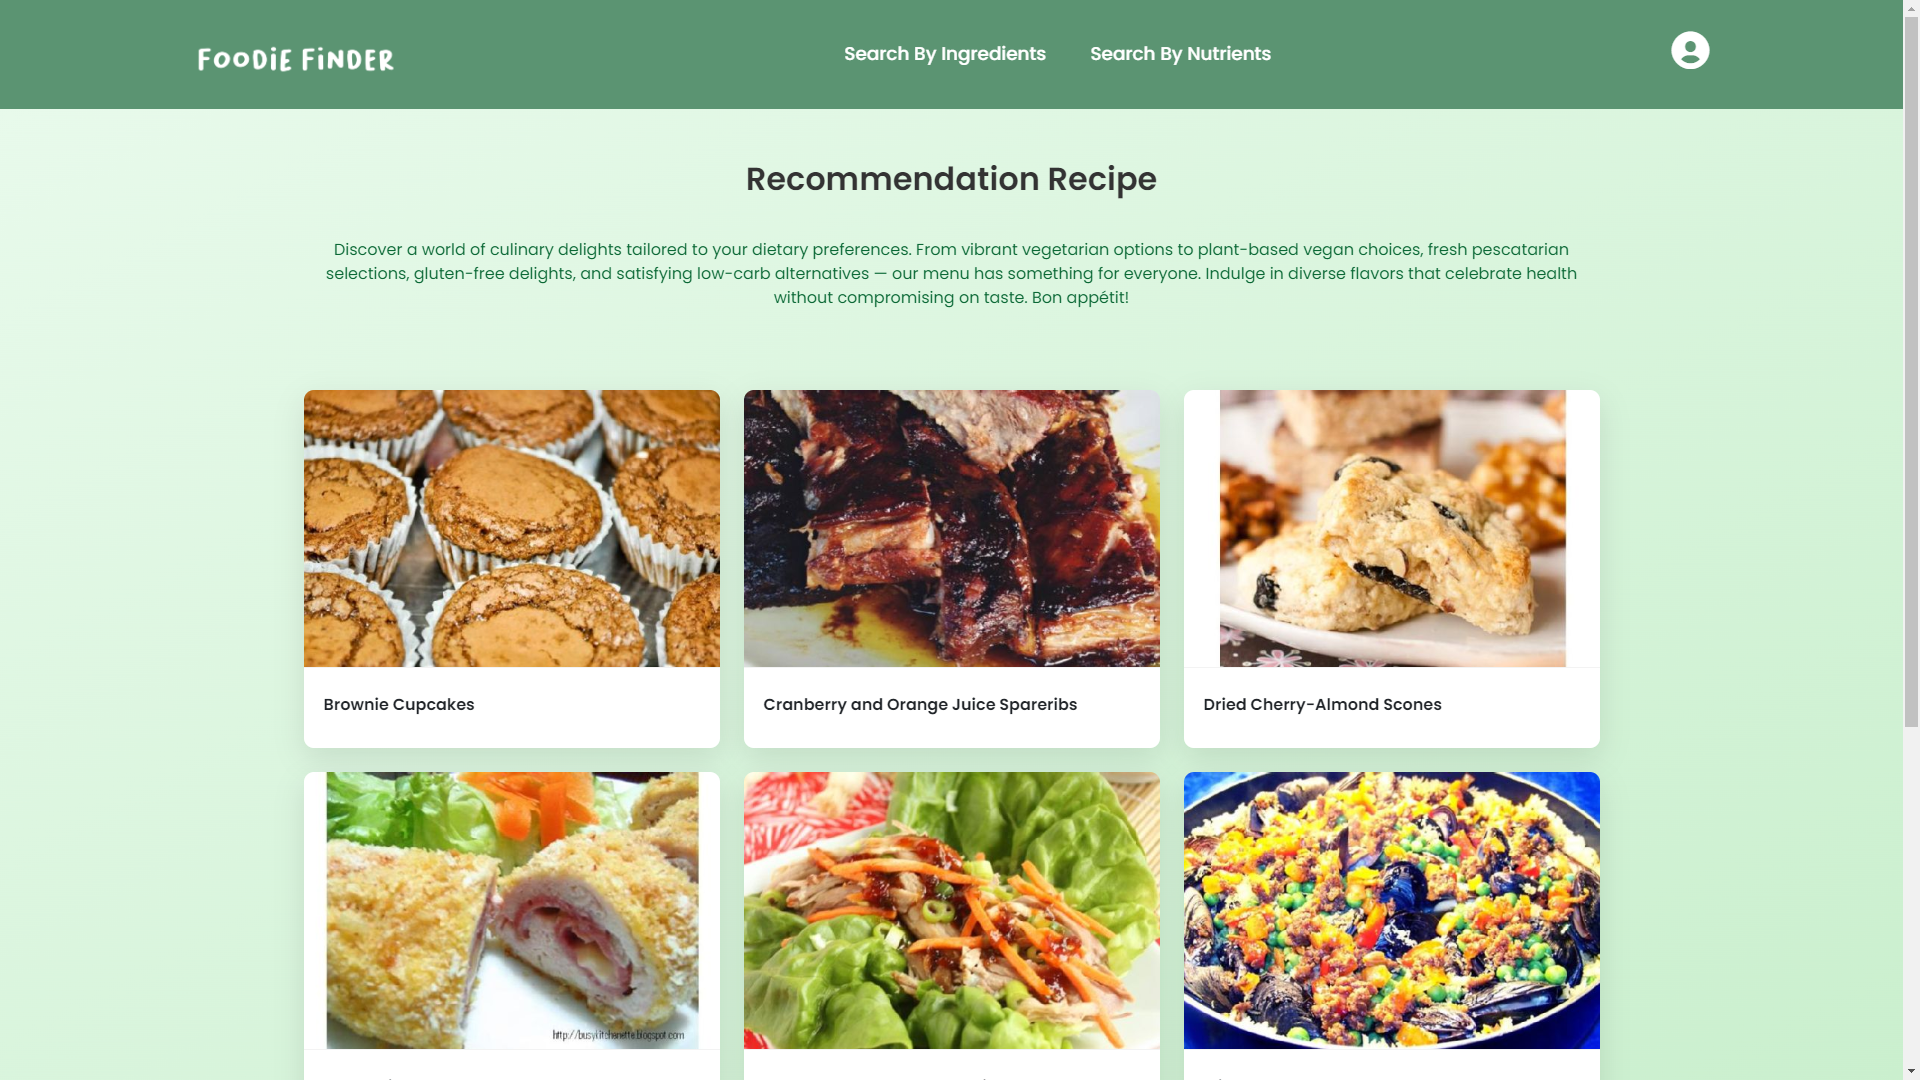 FOODIE FINDER
Search By Ingredients
Search By Nutrients
Recommendation Recipe
Discover a world of culinary delights tailored to your dietary preferences. From vibrant vegetarian options to plant-based vegan choices, fresh pescatarian
selections, gluten-free delights, and satisfying low-carb alternatives — our menu has something for everyone. Indulge in diverse flavors that celebrate health
without compromising on taste. Bon appétit!
Brownie Cupcakes
Cranberry and Orange Juice Spareribs
Dried Cherry-Almond Scones
http://busykitchenette.blogspot.com